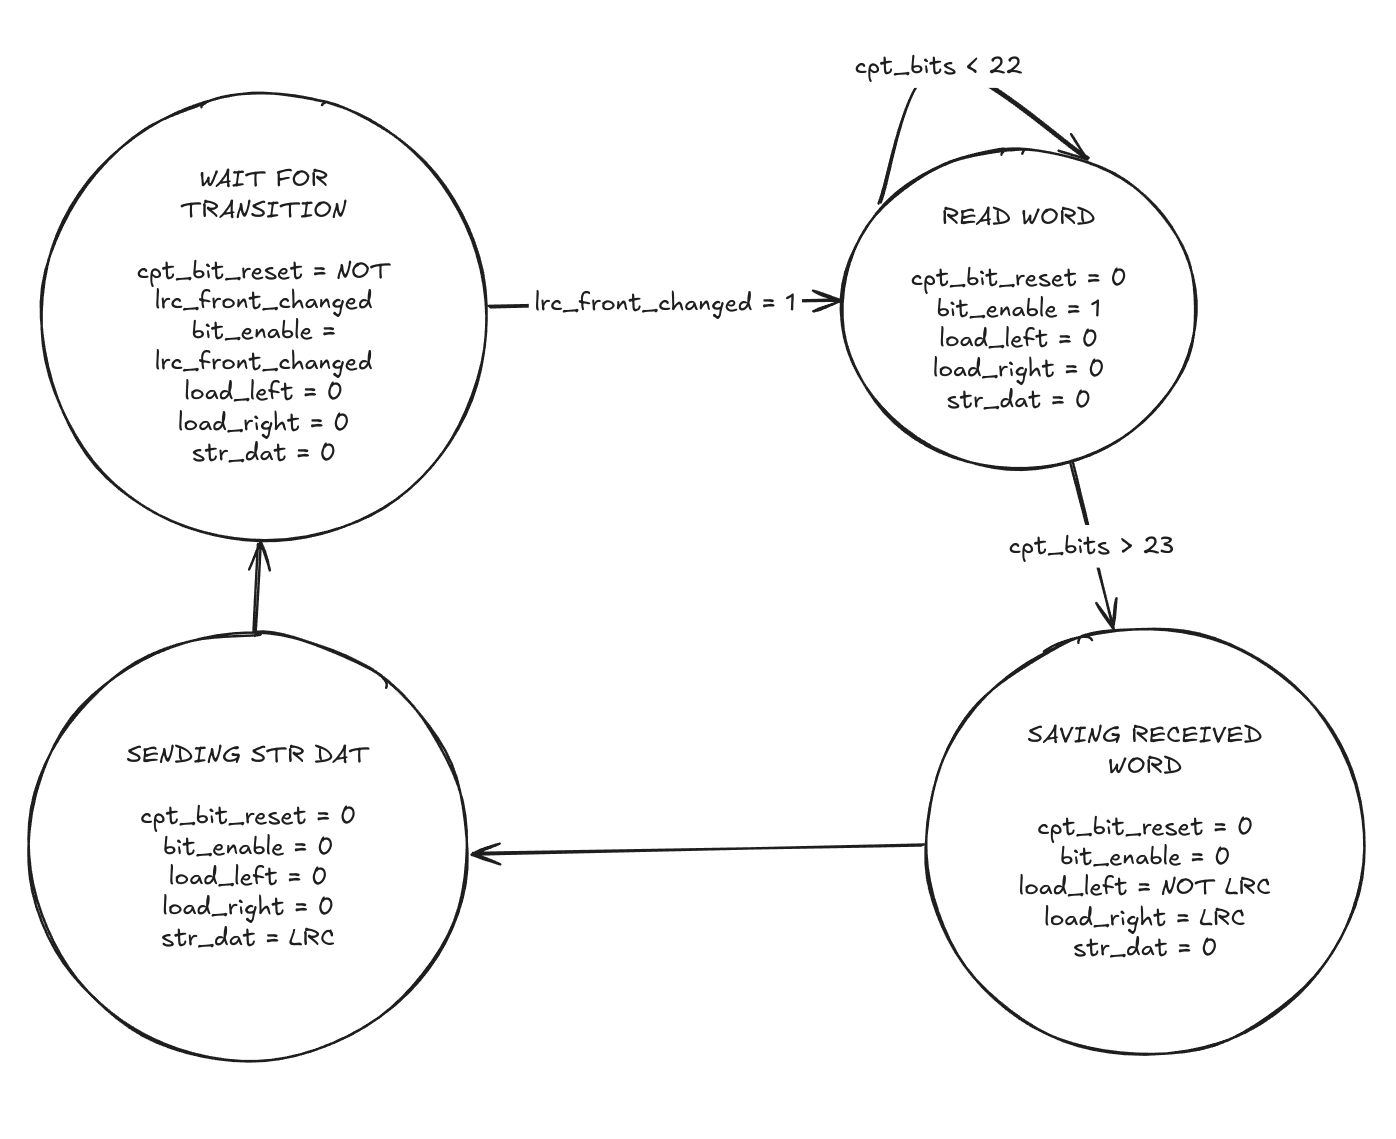 cpt_bits < 22
WAIT FOR
TRANSITION
cpt_bit_reset = NOT
lrc_front_changed
bit_enable =
lrc_front_changed
load_left = 0
load_right = 0
str_dat = 0
lrc_front_changed = 1
READ WORD
cpt_bit_reset = 0
bit_enable = 1
load_left = 0
load_right = 0
str_dat = 0
cpt_bits > 23
SENDING STR DAT
cpt_bit_reset = 0
bit_enable = 0
load_left = 0
load_right = 0
str_dat = LRC
SAVING RECEIVED
WORD
cpt_bit_reset = 0
bit_enable = 0
load_left = NOT LRC
load_right = LRC
str_dat = 0